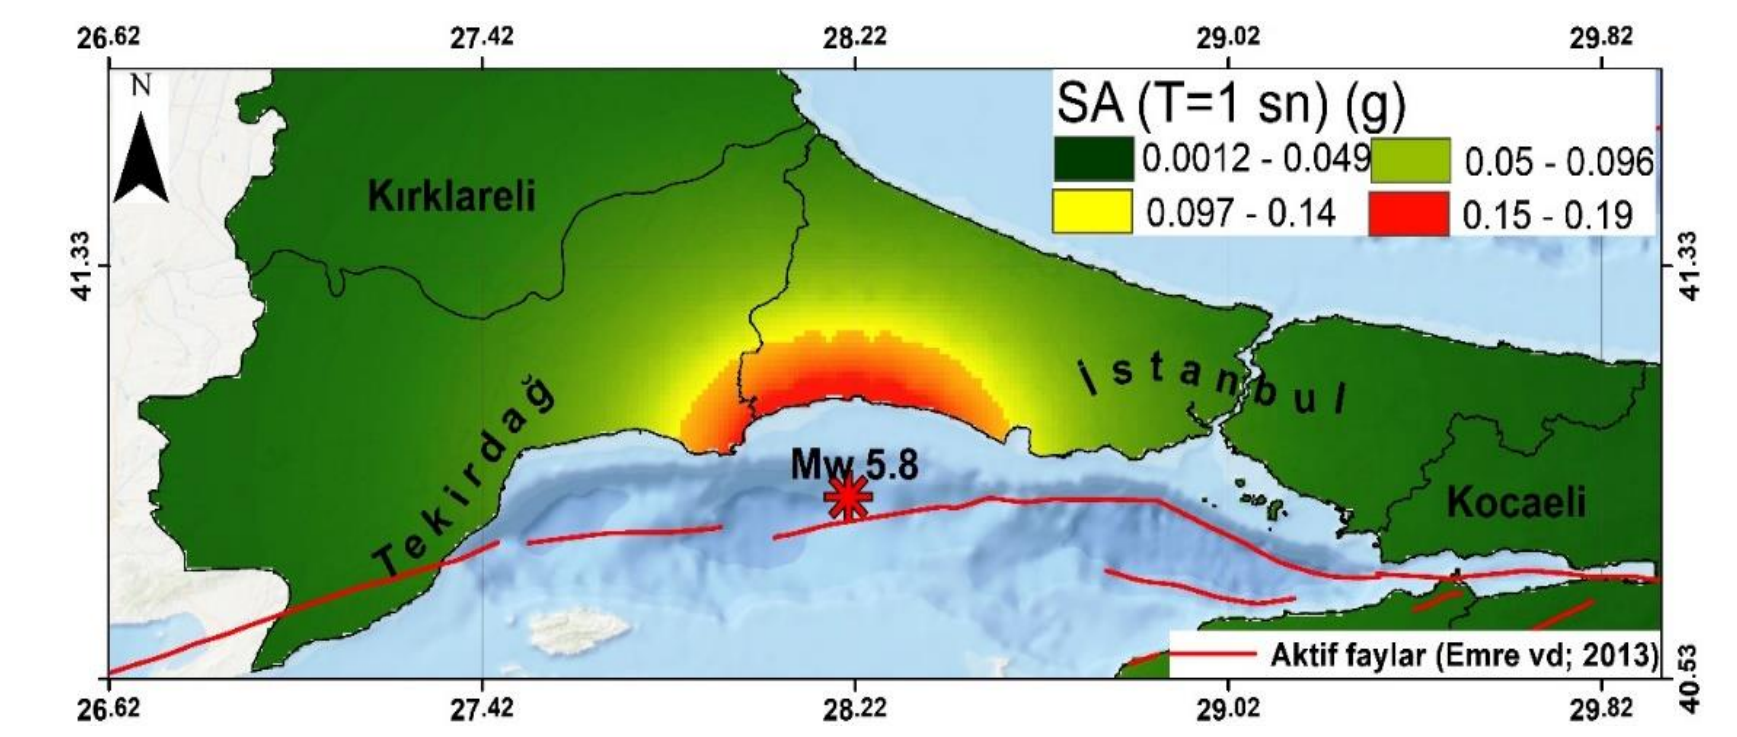 26.62 27.42 28.22 29.02 29.82
N
SA (T=1 sn) (g)
0.0012 - 0.049 0.05 - 0.096
0.097 - 0.14 0.15 - 0.19
Kırklareli
41.33 41.33
İstanbul
Tekirdağ
Mw 5.8
Kocaeli
Aktif faylar (Emre vd; 2013)
40.53
26.62 27.42 28.22 29.02 29.82